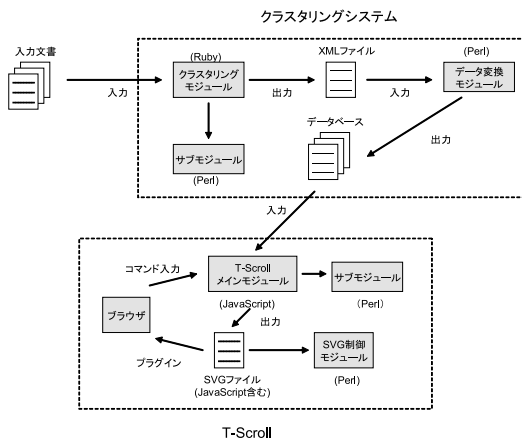 クラスタリングシステム
入力文書
(Ruby)
クラスタリング
モジュール
XMLファイル
(Perl)
データ変換
モジュール
入力
出力
入力
データベース
出力
サブモジュール
(Perl)
入力
コマンド入力
T-Scroll
メインモジュール
サブモジュール
(JavaScript)
(Perl)
ブラウザ
出力
SVG制御
モジュール
プラグイン
SVGファイル
(JavaScript含む)
(Perl)
T-Scroll